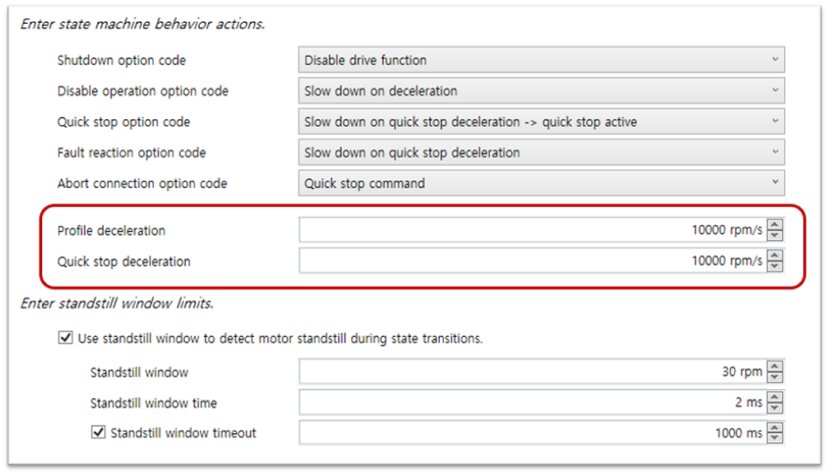 Enter state machine behavior actions.
Shutdown option code Disable drive function
Disable operation option code Slow down on deceleration
Quick stop option code Slow down on quick stop deceleration -> quick stop active
Fault reaction option code Slow down on quick stop deceleration
Abort connection option code Quick stop command
Profile deceleration 10000 rpm/s
Quick stop deceleration 10000 rpm/s
Enter standstill window limits.
Use standstill window to detect motor standstill during state transitions.
Standstill window 30 rpm
Standstill window time 2 ms
Standstill window timeout 1000 ms